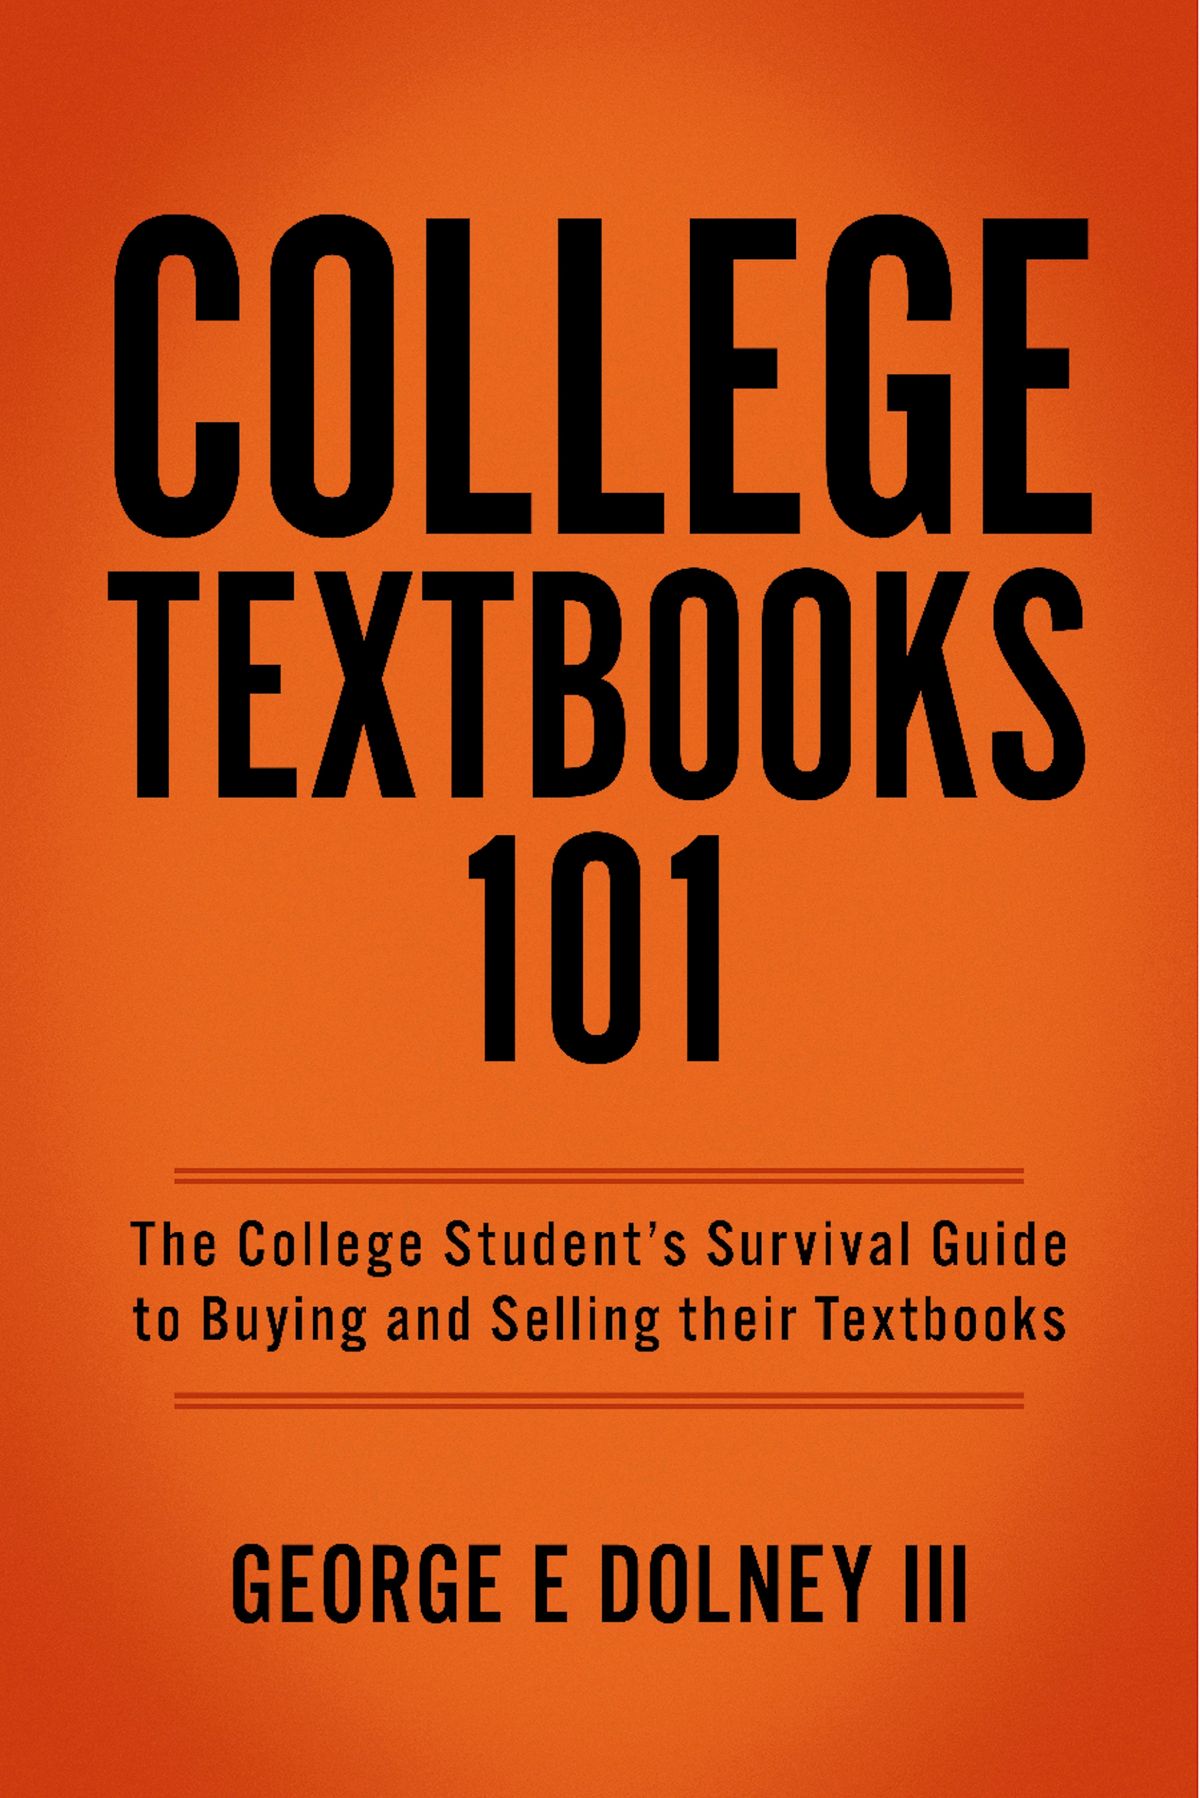 COLLEGE
TEXTBOOKS
101
The College Student’s Survival Guide
to Buying and Selling their Textbooks
GEORGE E DOLNEY III